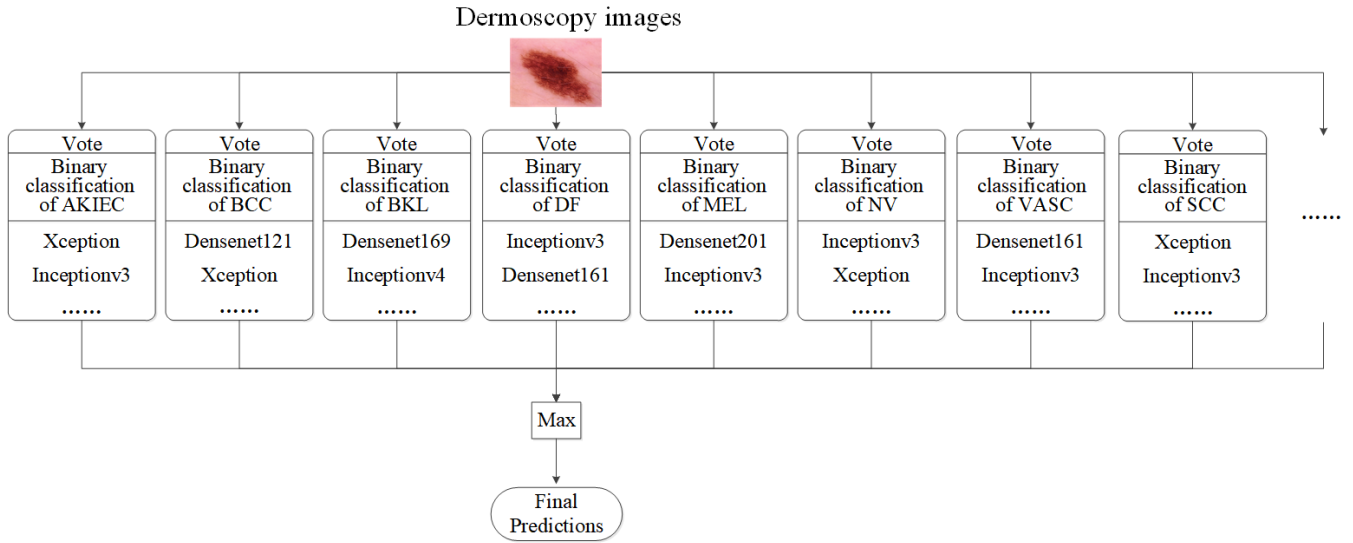 Dermoscopy images
Vote
Binary
classification
of AKIEC
Xception
Inceptionv3
......
Vote
Binary
classification
of BCC
Densenet121
Xception
......
Vote
Binary
classification
of BKL
Densenet169
Inceptionv4
......
Vote
Binary
classification
of DF
Inceptionv3
Densenet161
......
Vote
Binary
classification
of MEL
Densenet201
Inceptionv3
......
Vote
Binary
classification
of NV
Inceptionv3
Xception
......
Vote
Binary
classification
of VASC
Densenet161
Inceptionv3
......
Vote
Binary
classification
of SCC
Xception
Inceptionv3
......
......
Max
Final
Predictions